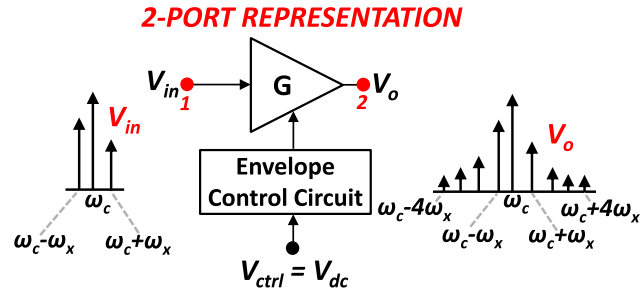 2-PORT REPRESENTATION
V_in 1 G 2 V_o
V_in
V_o
Envelope
Control Circuit
ω_c
ω_c-ω_x ω_c+ω_x
ω_c
ω_c-4ω_x ω_c+4ω_x
ω_c-ω_x ω_c+ω_x
V_ctrl = V_dc